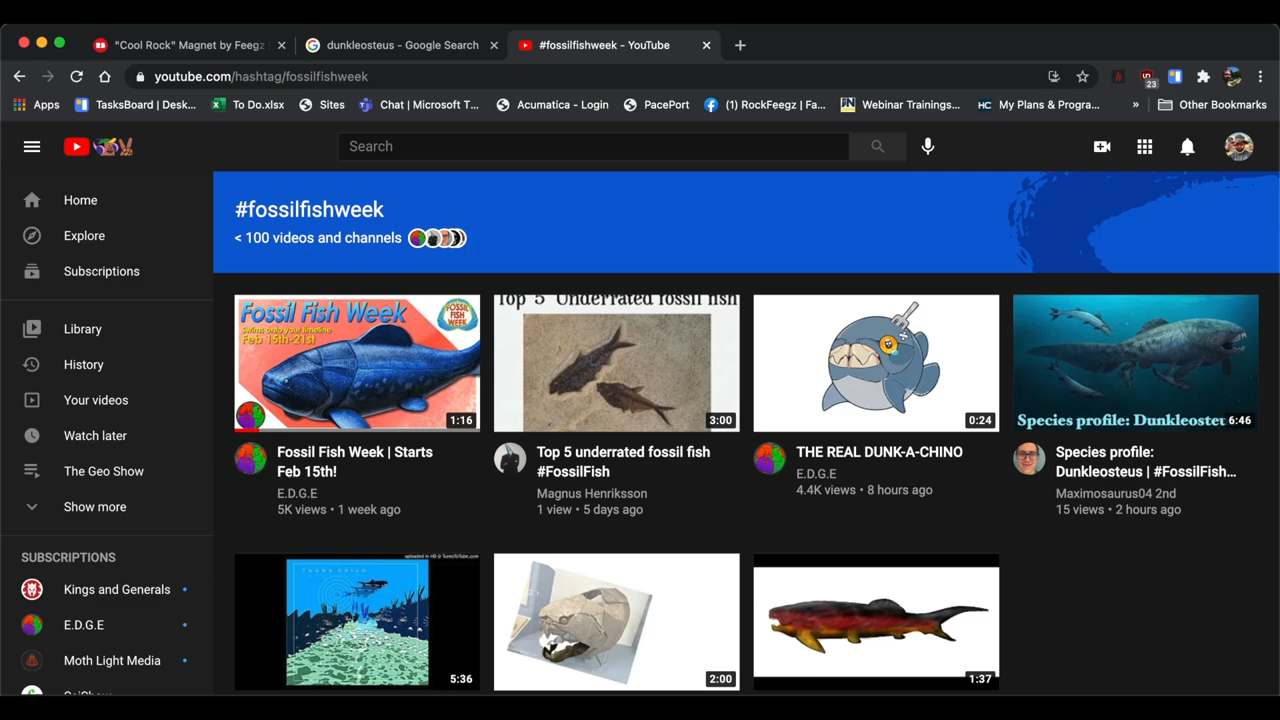 "Cool Rock" Magnet by Feegz
dunkleosteus - Google Search
#fossilfishweek - YouTube
youtube.com/hashtag/fossilfishweek
23
Apps
TasksBoard | Desk...
To Do.xlsx
Sites
Chat | Microsoft T...
Acumatica - Login
PacePort
(1) RockFeegz | Fa...
Webinar Trainings...
My Plans & Progra...
»
Other Bookmarks
Search
Home
Explore
Subscriptions
Library
History
Your videos
Watch later
The Geo Show
Show more
SUBSCRIPTIONS
Kings and Generals
E.D.G.E
Moth Light Media
#fossilfishweek
< 100 videos and channels
Fossil Fish Week
Swims onto your timeline
Feb 15th-21st
FOSSIL
FISH
WEEK
1:16
Fossil Fish Week | Starts
Feb 15th!
E.D.G.E
5K views • 1 week ago
Top 5 Underrated fossil fish
3:00
Top 5 underrated fossil fish
#FossilFish
Magnus Henriksson
1 view • 5 days ago
0:24
THE REAL DUNK-A-CHINO
E.D.G.E
4.4K views • 8 hours ago
Species profile: Dunkleosteu
6:46
Species profile:
Dunkleosteus | #FossilFish...
Maximosaurus04 2nd
15 views • 2 hours ago
5:36
2:00
1:37